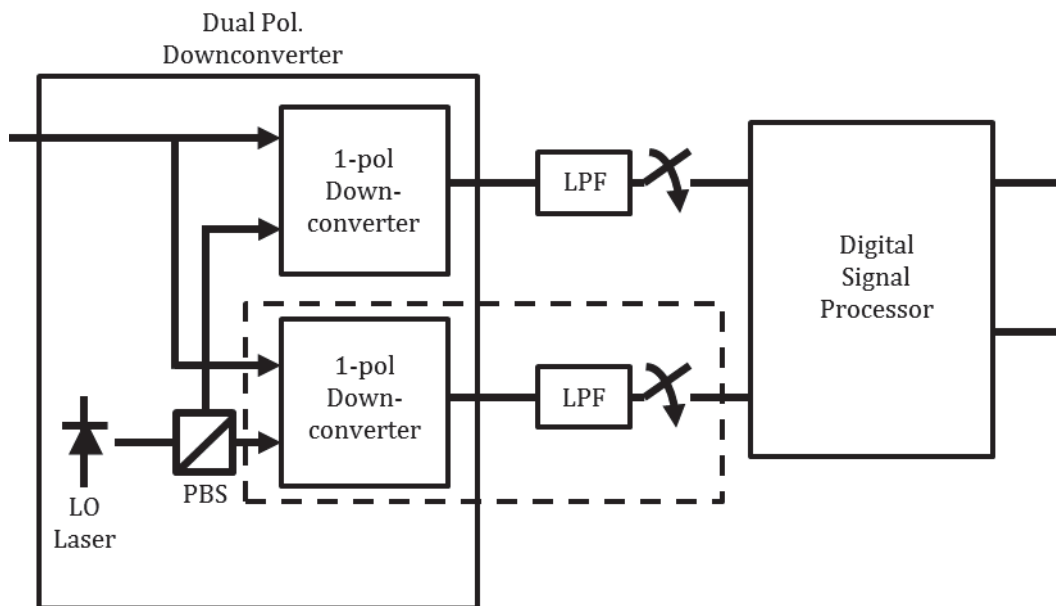 Dual Pol.
Downconverter
1-pol
Down-
converter
LPF
Digital
Signal
Processor
1-pol
Down-
converter
LPF
PBS
LO
Laser